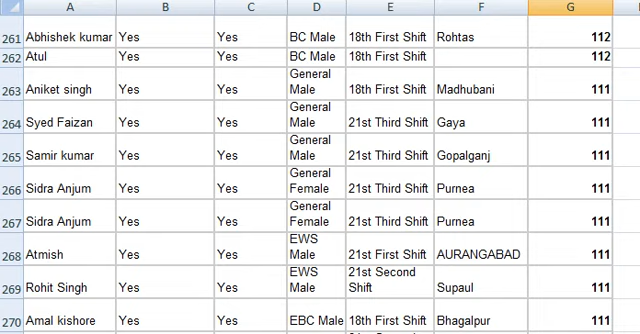 A B C D E F G
261 Abhishek kumar Yes Yes BC Male 18th First Shift Rohtas 112
262 Atul Yes Yes BC Male 18th First Shift 112
263 Aniket singh Yes Yes General Male 18th First Shift Madhubani 111
264 Syed Faizan Yes Yes General Male 21st Third Shift Gaya 111
265 Samir kumar Yes Yes General Male 21st Third Shift Gopalganj 111
266 Sidra Anjum Yes Yes General Female 21st Third Shift Purnea 111
267 Sidra Anjum Yes Yes General Female 21st Third Shift Purnea 111
268 Atmish Yes Yes EWS Male 21st First Shift AURANGABAD 111
269 Rohit Singh Yes Yes EWS Male 21st Second Shift Supaul 111
270 Amal kishore Yes Yes EBC Male 18th First Shift Bhagalpur 111